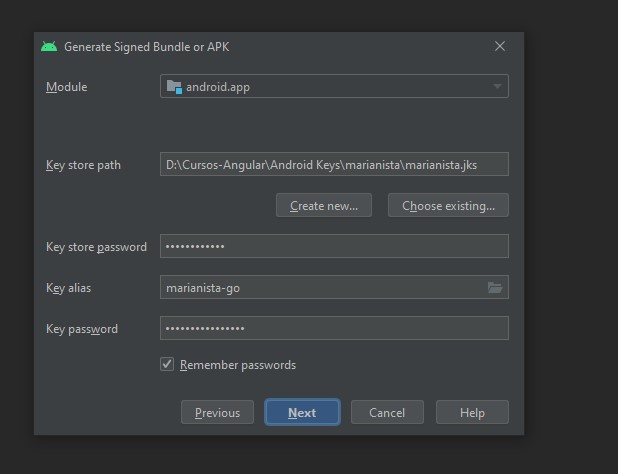 Generate Signed Bundle or APK
Module
android.app
Key store path
D:\Cursos-Angular\Android Keys\marianista\marianista.jks
Create new...
Choose existing...
Key store password
••••••••••••
Key alias
marianista-go
Key password
••••••••••••••••
Remember passwords
Previous
Next
Cancel
Help